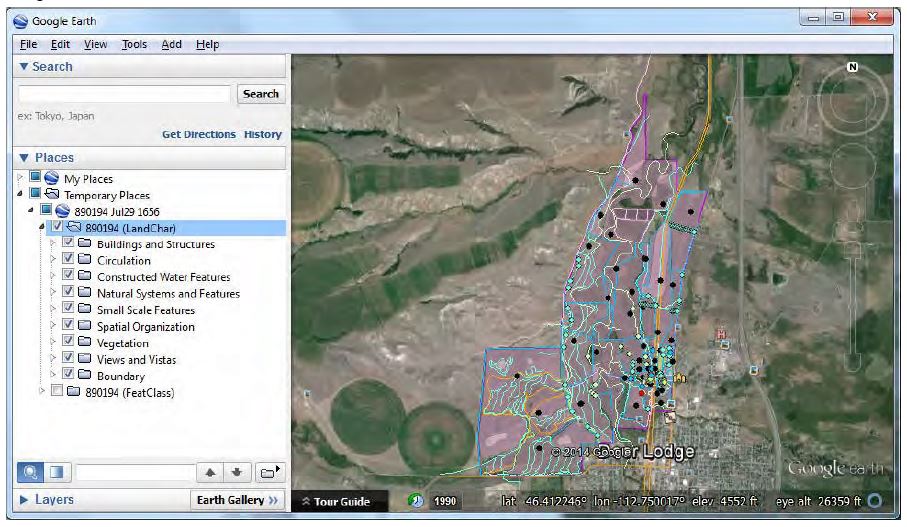 Google Earth
File Edit View Tools Add Help
Search
Search
ex: Tokyo, Japan
Get Directions History
Places
My Places
Temporary Places
890194 Jul29 1656
890194 (LandChar)
Buildings and Structures
Circulation
Constructed Water Features
Natural Systems and Features
Small Scale Features
Spatial Organization
Vegetation
Views and Vistas
Boundary
890194 (FeatClass)
Layers
Earth Gallery >>
N
H
© 2014 Google
Lodge
Google earth
Tour Guide
1990
lat 46.412246° lon -112.750017° elev 4552 ft eye alt 26359 ft